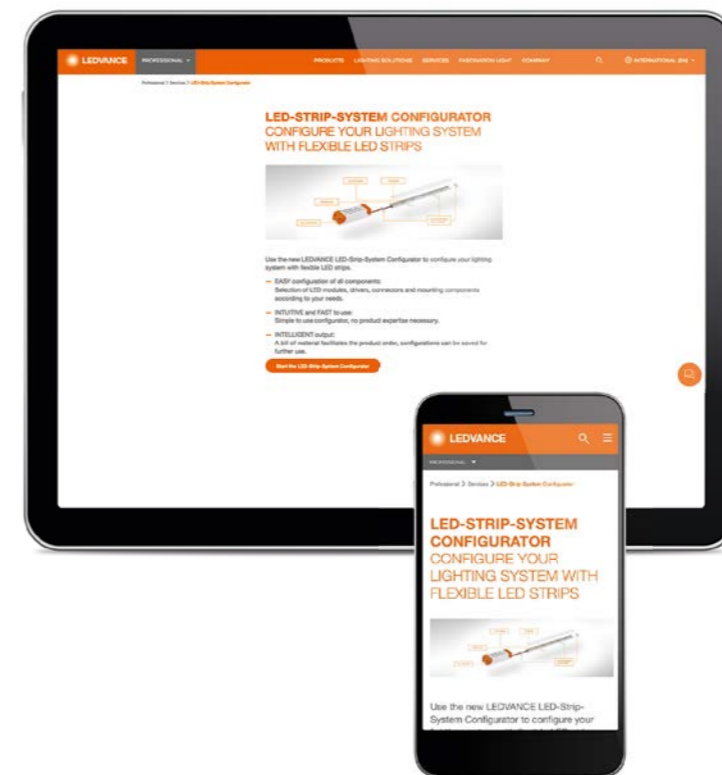 LEDVANCE PROFESSIONAL PRODUCTS LIGHTING SOLUTIONS SERVICES FASCINATION LIGHT COMPANY INTERNATIONAL (EN)
Professional > Services > LED-Strip-System Configurator
LED-STRIP-SYSTEM CONFIGURATOR
CONFIGURE YOUR LIGHTING SYSTEM
WITH FLEXIBLE LED STRIPS
Use the new LEDVANCE LED-Strip-System Configurator to configure your lighting
system with flexible LED strips.
— EASY configuration of all components:
Selection of LED modules, drivers, connectors and mounting components
according to your needs.
— INTUITIVE and FAST to use:
Simple to use configurator, no product expertise necessary.
— INTELLIGENT output:
A bill of material facilitates the product order, configurations can be saved for
further use.
Start the LED-Strip-System Configurator
LEDVANCE
PROFESSIONAL
Professional > Services > LED-Strip-System Configurator
LED-STRIP-SYSTEM
CONFIGURATOR
CONFIGURE YOUR
LIGHTING SYSTEM WITH
FLEXIBLE LED STRIPS
Use the new LEDVANCE LED-Strip-
System Configurator to configure your